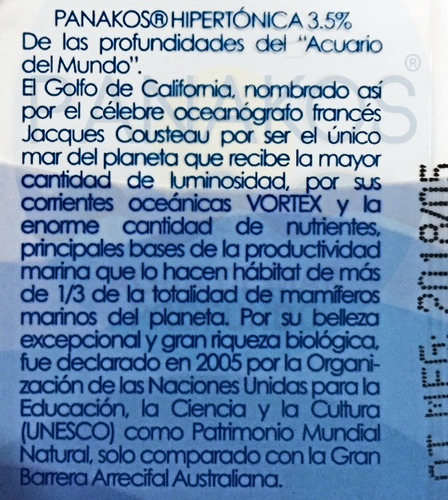 PANAKOS® HIPERTÓNICA 3.5%
De las profundidades del "Acuario
del Mundo".
El Golfo de California, nombrado así
por el célebre oceanógrafo francés
Jacques Cousteau por ser el único
mar del planeta que recibe la mayor
cantidad de luminosidad, por sus
corrientes oceánicas VORTEX y la
enorme cantidad de nutrientes,
principales bases de la productividad
marina que lo hacen hábitat de más
de 1/3 de la totalidad de mamíferos
marinos del planeta. Por su belleza
excepcional y gran riqueza biológica,
fue declarado en 2005 por la Organi-
zación de las Naciones Unidas para la
Educación, la Ciencia y la Cultura
(UNESCO) como Patrimonio Mundial
Natural, solo comparado con la Gran
Barrera Arrecifal Australiana.
PANAKOS®
2018/05